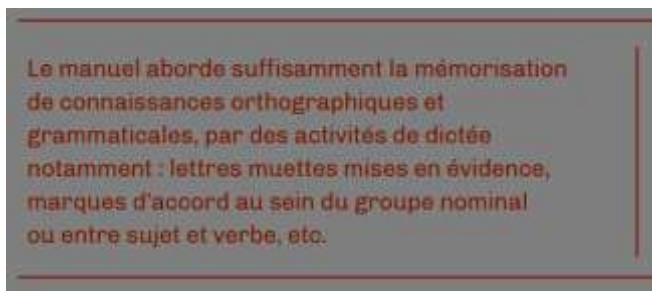 Le manuel aborde suffisamment la mémorisation
de connaissances orthographiques et
grammaticales, par des activités de dictée
notamment : lettres muettes mises en évidence,
marques d'accord au sein du groupe nominal
ou entre sujet et verbe, etc.